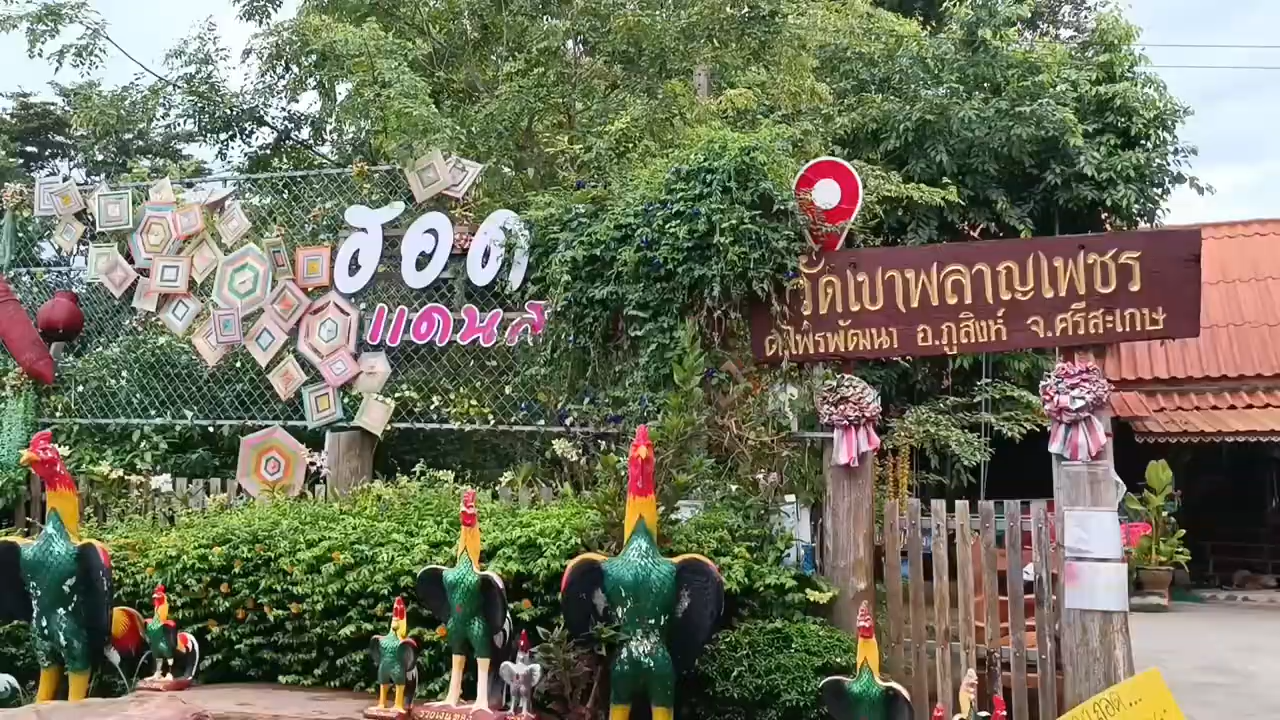 ฮอด
แดนส
วัดเขาพลาญเพชร
ต.ไพรพัฒนา อ.ภูสิงห์ จ.ศรีสะเกษ